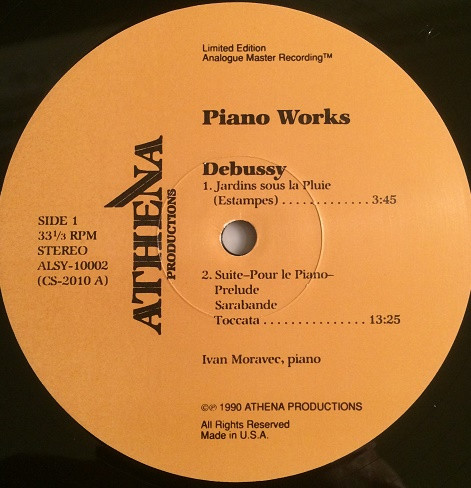 Limited Edition
Analogue Master Recording™
Piano Works
Debussy
1. Jardins sous la Pluie
(Estampes) . . . . . . . . . . . . . 3:45
SIDE 1
33 1/3 RPM
STEREO
ALSY-10002
(CS-2010 A)
ATHENA
PRODUCTIONS
2. Suite–Pour le Piano–
Prelude
Sarabande
Toccata . . . . . . . . . . . . . . . . 13:25
Ivan Moravec, piano
©℗ 1990 ATHENA PRODUCTIONS
All Rights Reserved
Made in U.S.A.